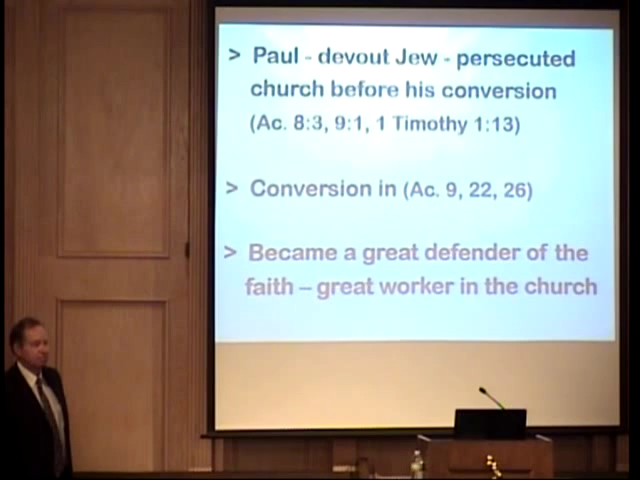 > Paul - devout Jew - persecuted
church before his conversion
(Ac. 8:3, 9:1, 1 Timothy 1:13)
> Conversion in (Ac. 9, 22, 26)
> Became a great defender of the
faith – great worker in the church